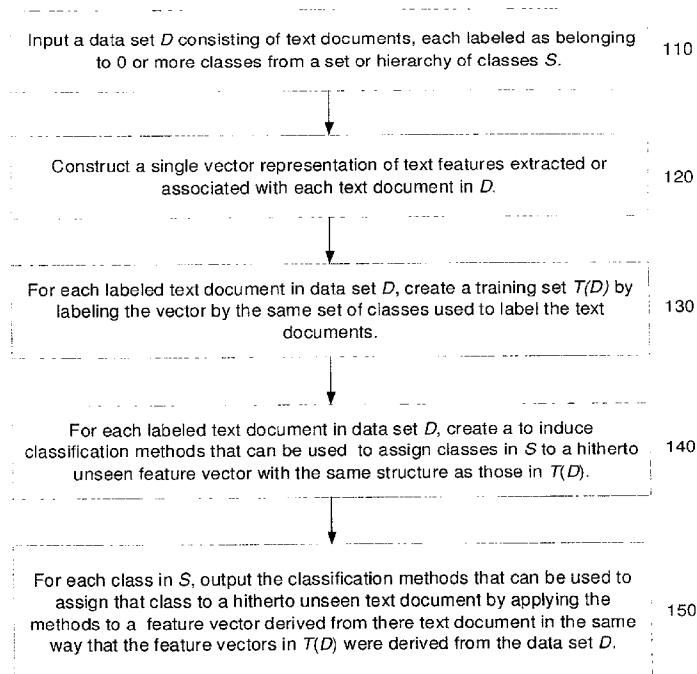 Input a data set D consisting of text documents, each labeled as belonging
to 0 or more classes from a set or hierarchy of classes S.
110
Construct a single vector representation of text features extracted or
associated with each text document in D.
120
For each labeled text document in data set D, create a training set T(D) by
labeling the vector by the same set of classes used to label the text
documents.
130
For each labeled text document in data set D, create a to induce
classification methods that can be used to assign classes in S to a hitherto
unseen feature vector with the same structure as those in T(D).
140
For each class in S, output the classification methods that can be used to
assign that class to a hitherto unseen text document by applying the
methods to a feature vector derived from there text document in the same
way that the feature vectors in T(D) were derived from the data set D.
150